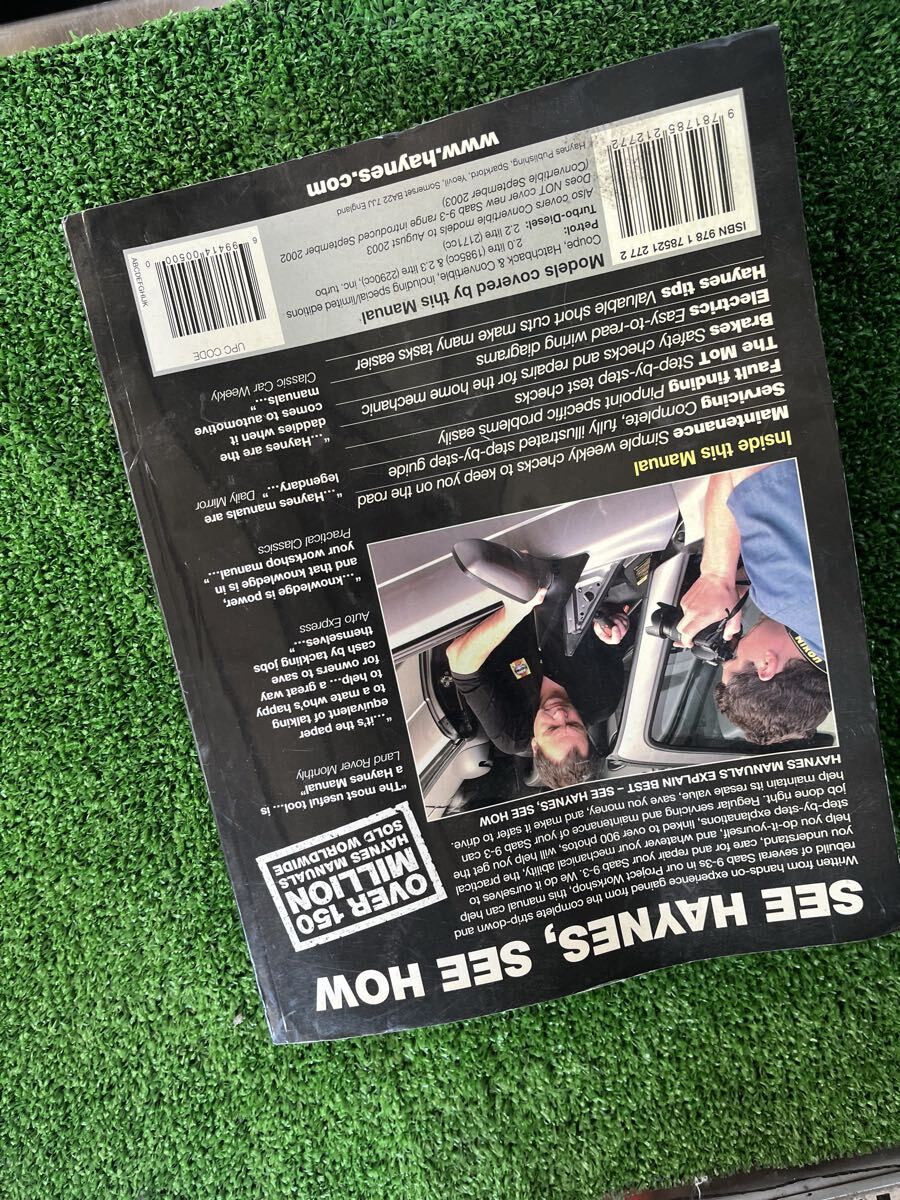 SEE HAYNES, SEE HOW
Written from hands-on experience gained from the complete strip-down and
rebuild of several Saab 9-3s in our Project Workshop, this manual can help
you understand, care for and repair your Saab 9-3. We do it ourselves to
help you do-it-yourself, and whatever your mechanical ability, the practical
step-by-step explanations, linked to over 900 photos, will help you get the
job done right. Regular servicing and maintenance of your Saab 9-3 can
help maintain its resale value, save you money, and make it safer to drive.
HAYNES MANUALS EXPLAIN BEST – SEE HAYNES, SEE HOW
OVER 150
MILLION
HAYNES MANUALS
SOLD WORLDWIDE
“The most useful tool... is
a Haynes Manual”
Land Rover Monthly
“...It's the paper
equivalent of talking
to a mate who's happy
to help... a great way
for owners to save
cash by tackling jobs
themselves...”
Auto Express
“...knowledge is power,
and that knowledge is in
your workshop manual...”
Practical Classics
“...Haynes manuals are
legendary...” Daily Mirror
“...Haynes are the
daddies when it
comes to automotive
manuals...”
Classic Car Weekly
Inside this Manual
Maintenance Simple weekly checks to keep you on the road
Servicing Complete, fully illustrated step-by-step guide
Fault finding Pinpoint specific problems easily
The MoT Step-by-Step test checks
Brakes Safety checks and repairs for the home mechanic
Electrics Easy-to-read wiring diagrams
Haynes tips Valuable short cuts make many tasks easier
Models covered by this Manual
Coupe, Hatchback & Convertible, including special/limited editions
Petrol: 2.0 litre (1985cc) & 2.3 litre (2290cc), inc. turbo
Turbo-Diesel: 2.2 litre (2171cc)
Also covers Convertible models to August 2003
Does NOT cover new Saab 9-3 range introduced September 2002
(Convertible September 2003)
Haynes Publishing, Sparkford, Yeovil, Somerset BA22 7JJ England
www.haynes.com
ISBN 978 1 78521 277 2
9 781785 212772
UPC CODE
6 99414 00500 0
ABCDEFGHIJK